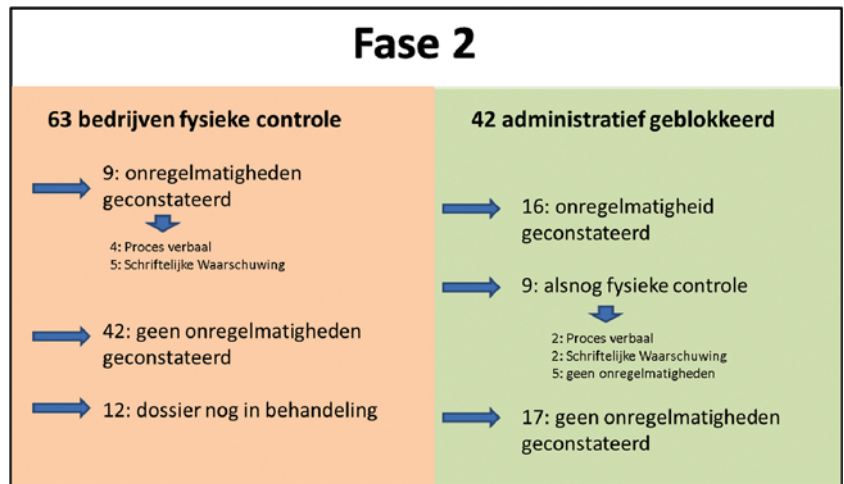 Fase 2
63 bedrijven fysieke controle
9: onregelmatigheden
geconstateerd
4: Proces verbaal
5: Schriftelijke Waarschuwing
42: geen onregelmatigheden
geconstateerd
12: dossier nog in behandeling
42 administratief geblokkeerd
16: onregelmatigheid
geconstateerd
9: alsnog fysieke controle
2: Proces verbaal
2: Schriftelijke Waarschuwing
5: geen onregelmatigheden
17: geen onregelmatigheden
geconstateerd